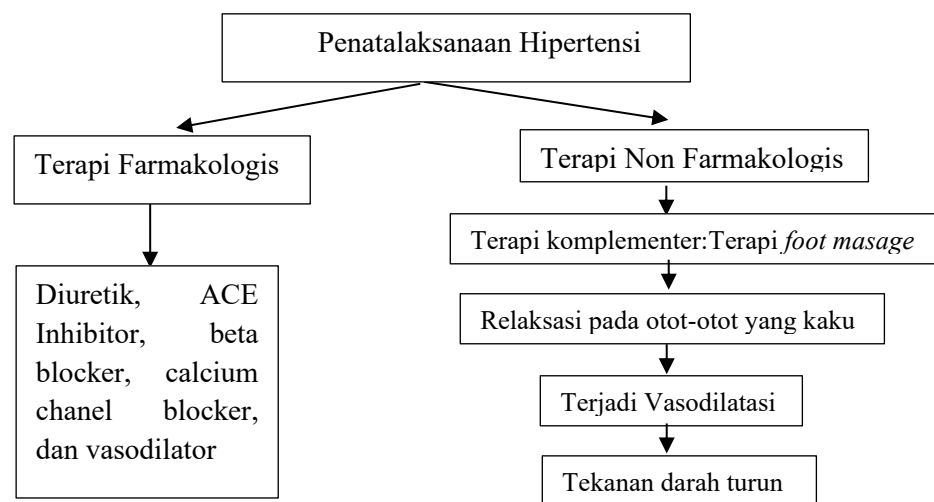 Penatalaksanaan Hipertensi
Terapi Farmakologis
Terapi Non Farmakologis
Terapi komplementer:Terapi foot masage
Diuretik, ACE
Inhibitor, beta
blocker, calcium
chanel blocker,
dan vasodilator
Relaksasi pada otot-otot yang kaku
Terjadi Vasodilatasi
Tekanan darah turun